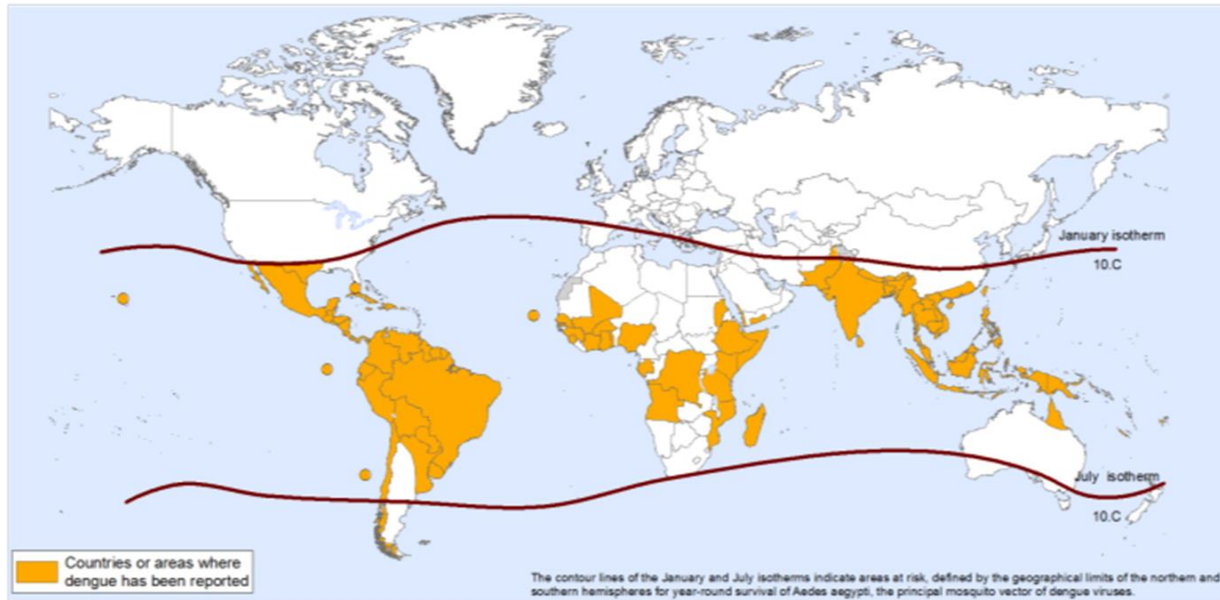 January isotherm
10.C
July isotherm
10.C
Countries or areas where
dengue has been reported
The contour lines of the January and July isotherms indicate areas at risk, defined by the geographical limits of the northern and
southern hemispheres for year-round survival of Aedes aegypti, the principal mosquito vector of dengue viruses.